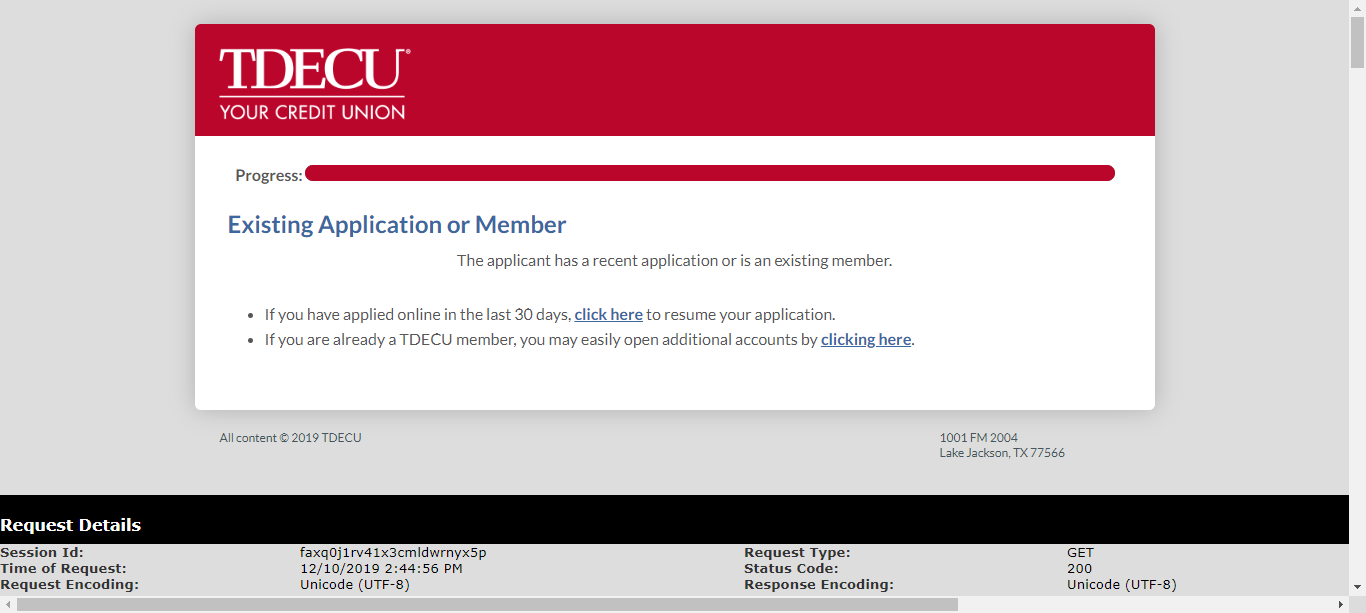 TDECU®
YOUR CREDIT UNION
Progress:
Existing Application or Member
The applicant has a recent application or is an existing member.
• If you have applied online in the last 30 days, click here to resume your application.
• If you are already a TDECU member, you may easily open additional accounts by clicking here.
All content © 2019 TDECU
1001 FM 2004
Lake Jackson, TX 77566
Request Details
Session Id: faxq0j1rv41x3cmldwrnyx5p Request Type: GET
Time of Request: 12/10/2019 2:44:56 PM Status Code: 200
Request Encoding: Unicode (UTF-8) Response Encoding: Unicode (UTF-8)